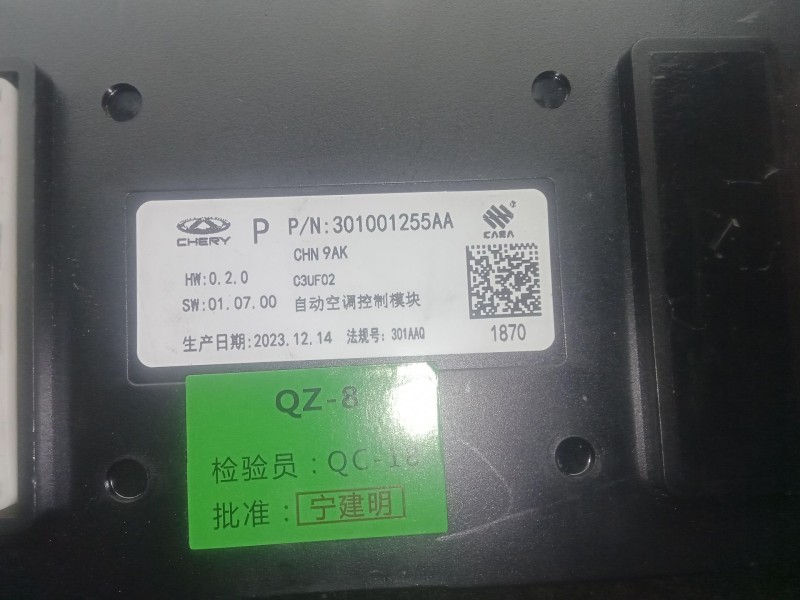 CHERY P P/N:301001255AA
CHN 9AK
HW:0.2.0 C3UF02
SW:01.07.00 自动空调控制模块
生产日期:2023.12.14 法规号: 301AAQ
1870
QZ-8
检验员:QC-18
批准:宁建明